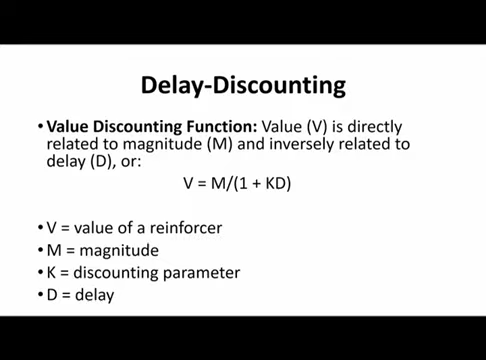 Delay-Discounting
• Value Discounting Function: Value (V) is directly
related to magnitude (M) and inversely related to
delay (D), or:
V = M/(1 + KD)
• V = value of a reinforcer
• M = magnitude
• K = discounting parameter
• D = delay